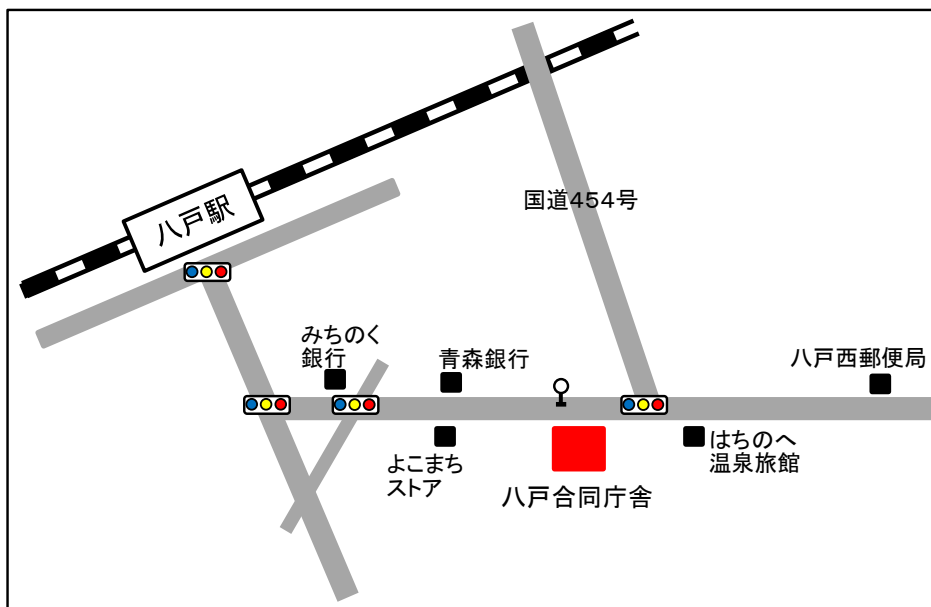 国道454号
八戸駅
みちのく
銀行
青森銀行
八戸西郵便局
よこまち
ストア
はちのへ
温泉旅館
八戸合同庁舎